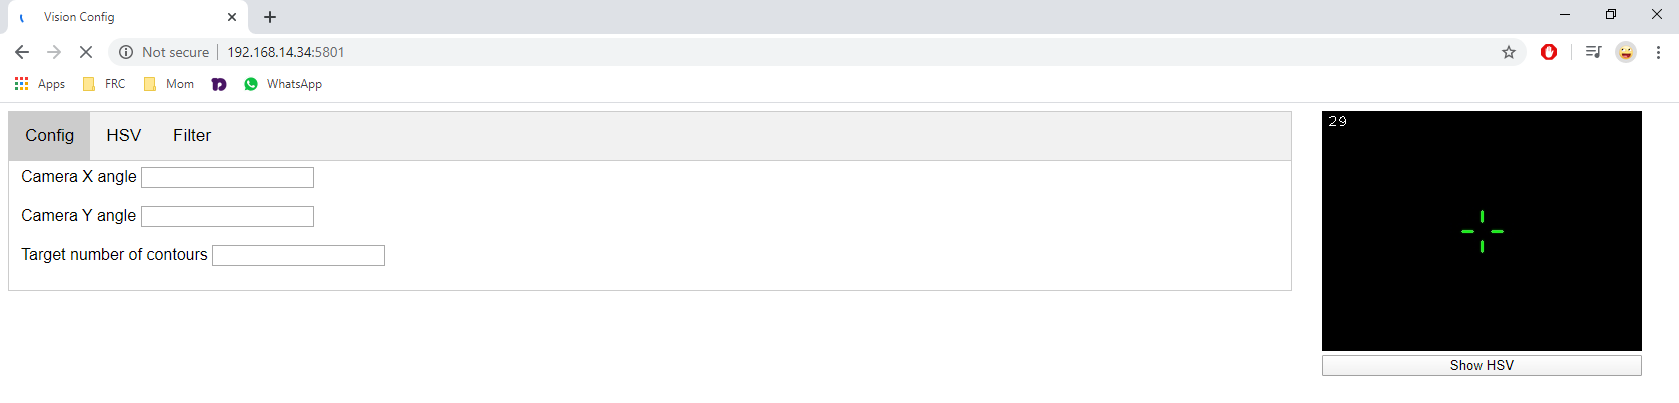 Vision Config
Not secure 192.168.14.34:5801
Apps FRC Mom WhatsApp
Config HSV Filter
Camera X angle
Camera Y angle
Target number of contours
29
Show HSV